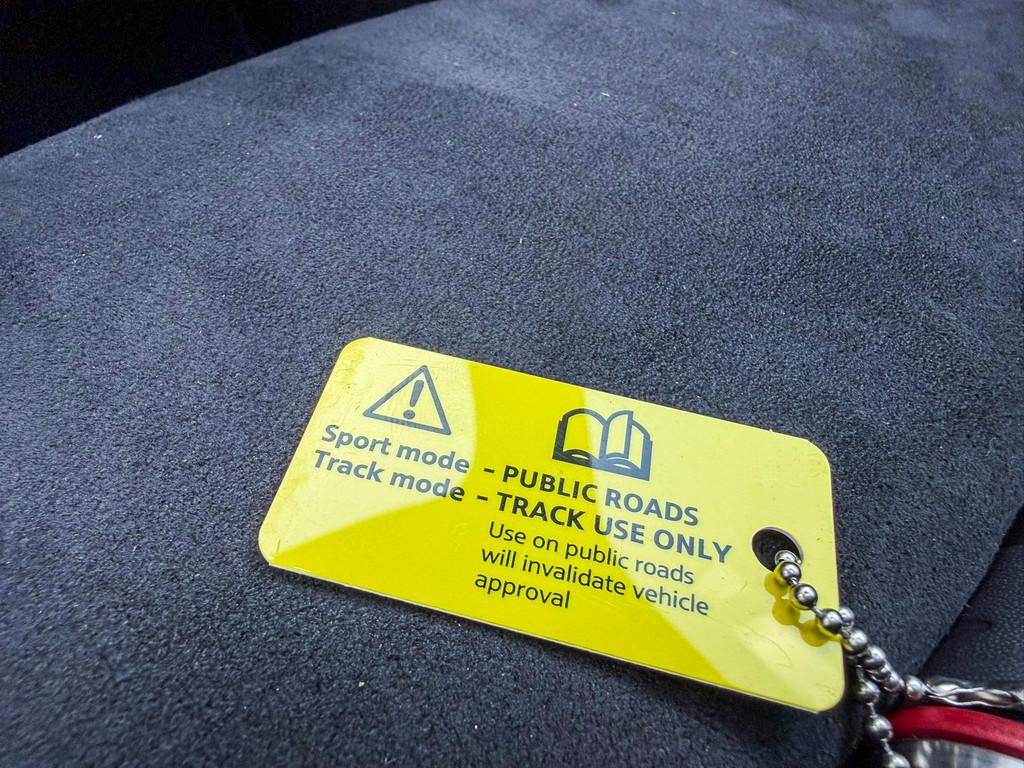 Sport mode - PUBLIC ROADS
Track mode - TRACK USE ONLY
Use on public roads
will invalidate vehicle
approval